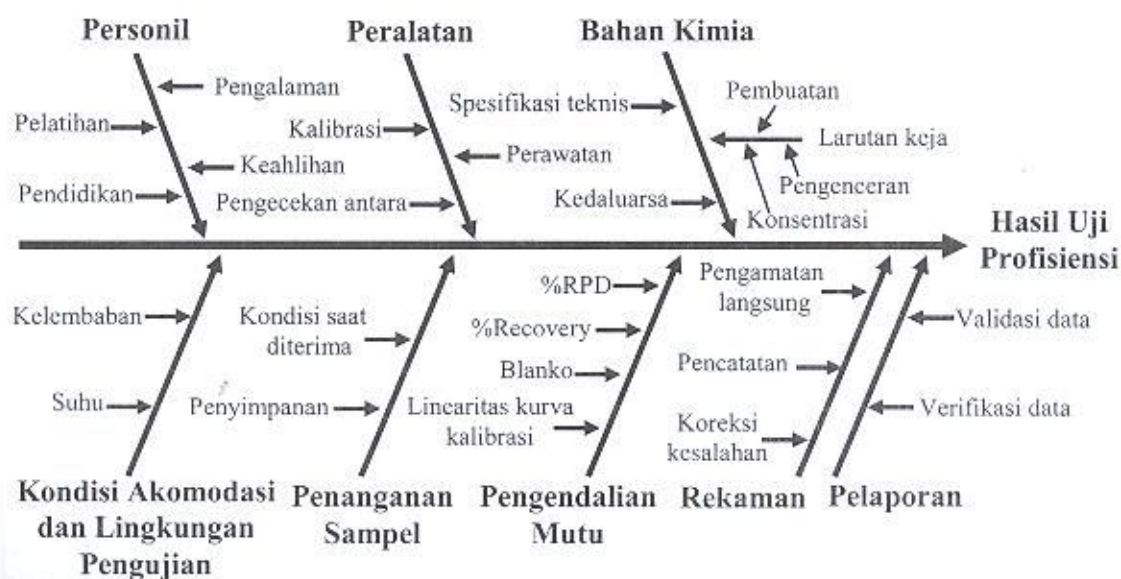 Personil
Peralatan
Bahan Kimia
Pengalaman
Pelatihan
Keahlihan
Pendidikan
Kalibrasi
Perawatan
Pengecekan antara
Spesifikasi teknis
Pembuatan
Larutan keja
Pengenceran
Kedaluarsa
Konsentrasi
Hasil Uji
Profisiensi
Kelembaban
Suhu
Kondisi saat
diterima
Penyimpanan
%RPD
%Recovery
Blanko
Linearitas kurva
kalibrasi
Pengamatan
langsung
Pencatatan
Koreksi
kesalahan
Validasi data
Verifikasi data
Kondisi Akomodasi
dan Lingkungan
Pengujian
Penanganan
Sampel
Pengendalian
Mutu
Rekaman
Pelaporan